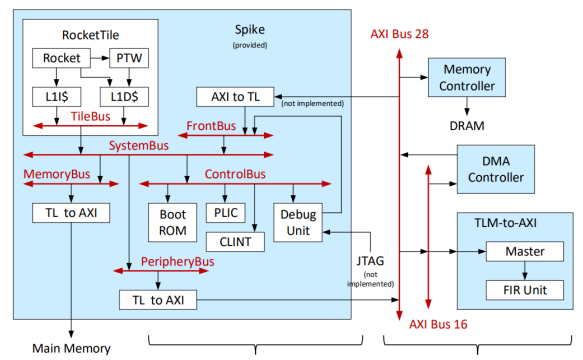 RocketTile
Rocket
PTW
L1I$
L1D$
TileBus
Spike
(provided)
AXI to TL
(not implemented)
FrontBus
SystemBus
MemoryBus
ControlBus
TL to AXI
Boot
ROM
PLIC
CLINT
Debug
Unit
PeripheryBus
TL to AXI
JTAG
(not
implemented)
Main Memory
AXI Bus 28
Memory
Controller
DRAM
DMA
Controller
TLM-to-AXI
Master
FIR Unit
AXI Bus 16